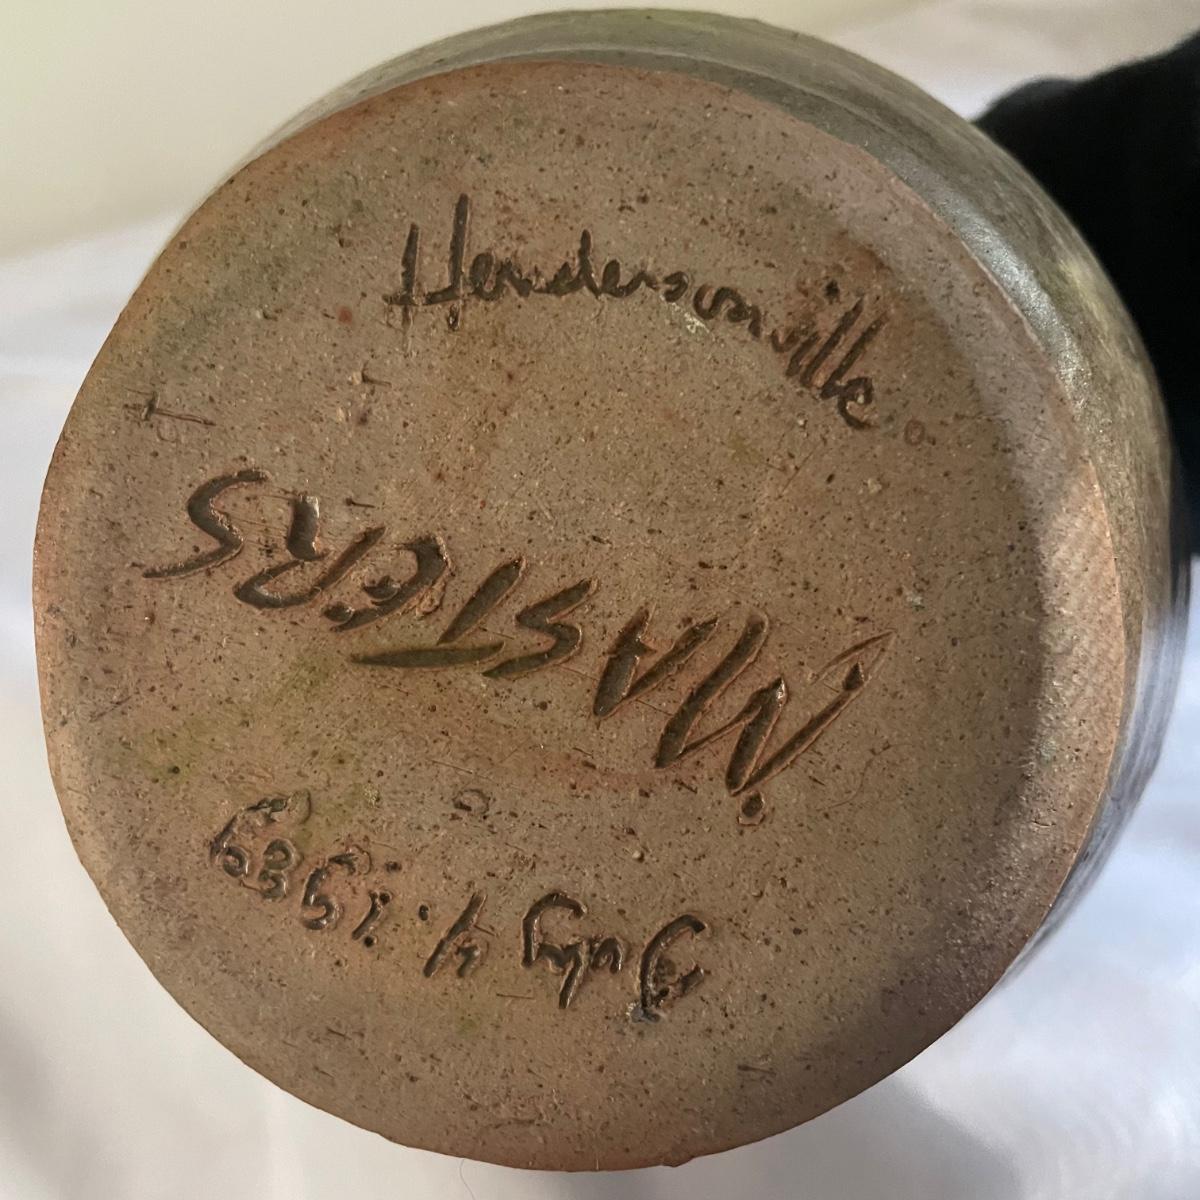 Hendersonville
MASTERS
July 4, 1989